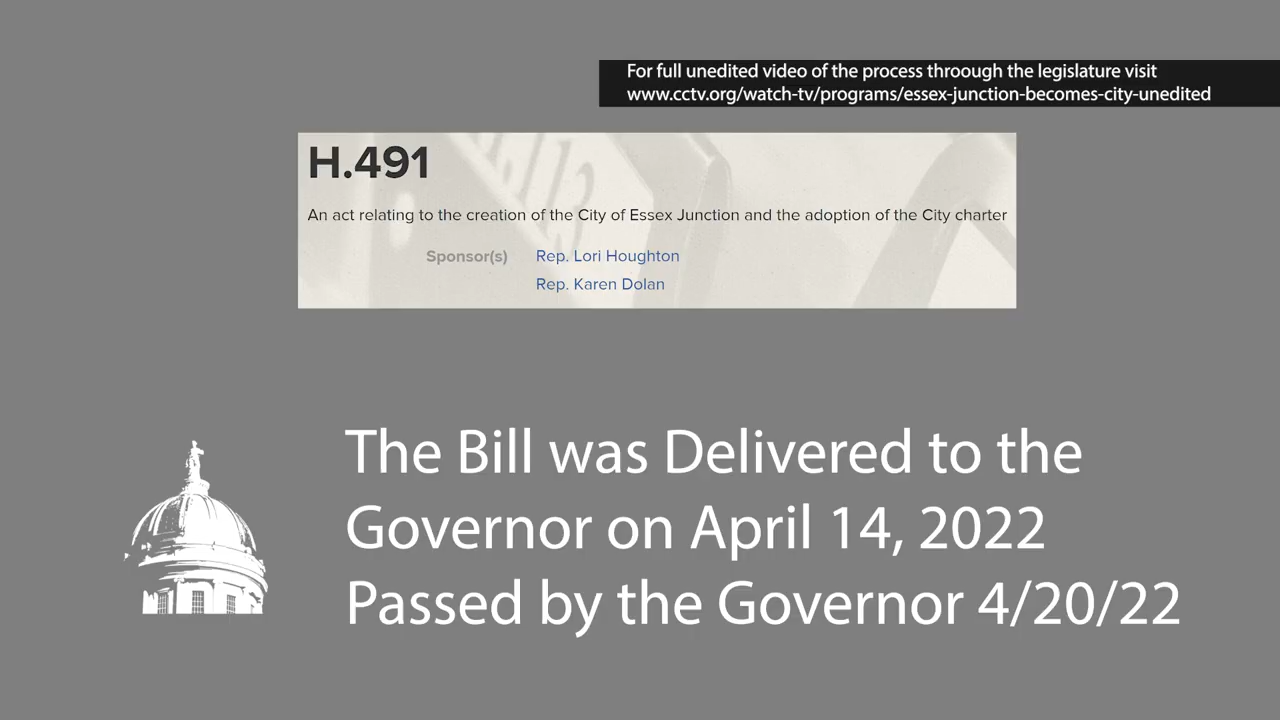 For full unedited video of the process throough the legislature visit
www.cctv.org/watch-tv/programs/essex-junction-becomes-city-unedited
H.491
An act relating to the creation of the City of Essex Junction and the adoption of the City charter
Sponsor(s) Rep. Lori Houghton
Rep. Karen Dolan
The Bill was Delivered to the
Governor on April 14, 2022
Passed by the Governor 4/20/22